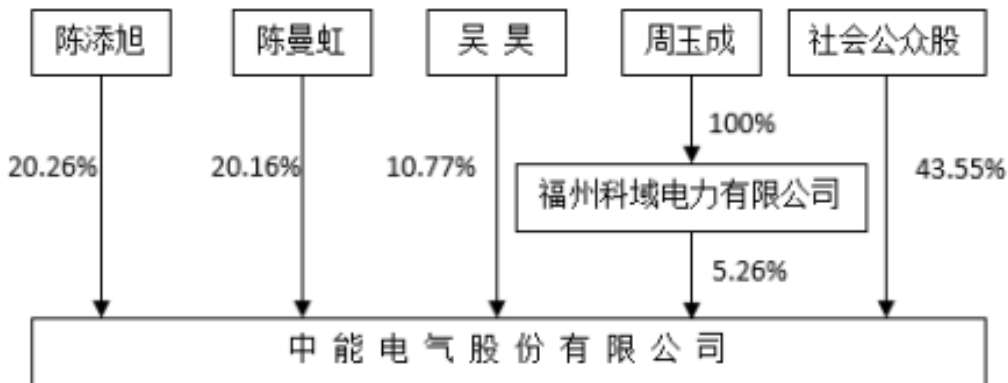 陈添旭
陈曼虹
吴 昊
周玉成
社会公众股
100%
20.26%
20.16%
10.77%
43.55%
福州科域电力有限公司
5.26%
中 能 电 气 股 份 有 限 公 司